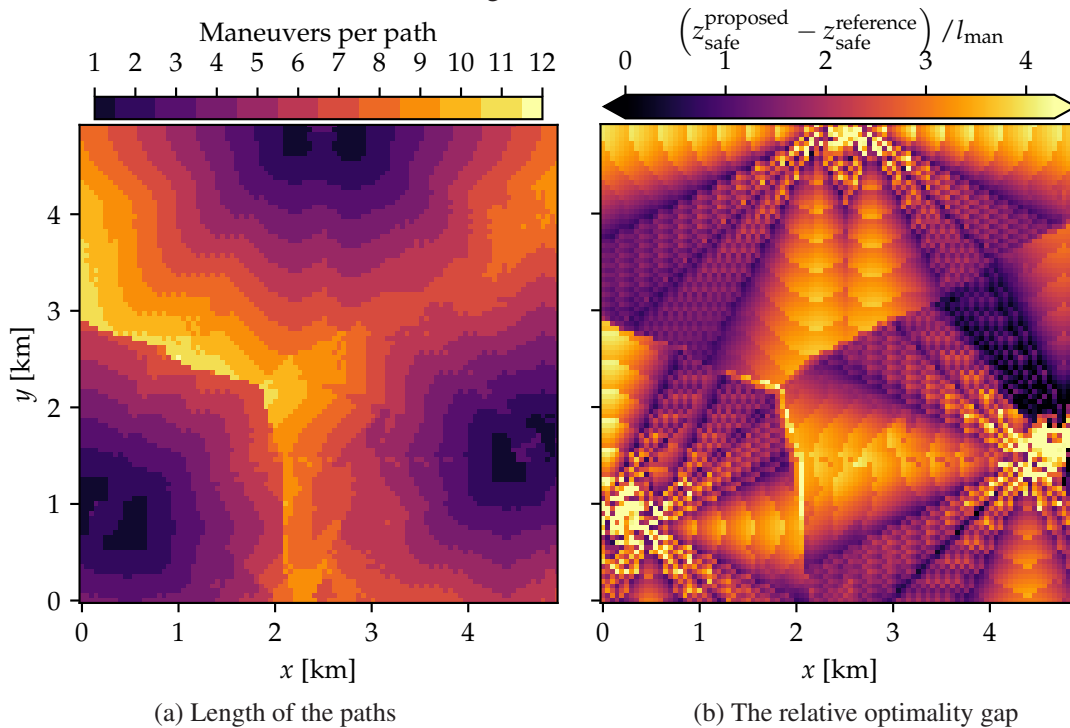 Maneuvers per path
1 2 3 4 5 6 7 8 9 10 11 12
y [km]
4
3
2
1
0
0 1 2 3 4
x [km]
(a) Length of the paths
(z_safe^proposed − z_safe^reference) / l_man
0 1 2 3 4
0 1 2 3 4
x [km]
(b) The relative optimality gap